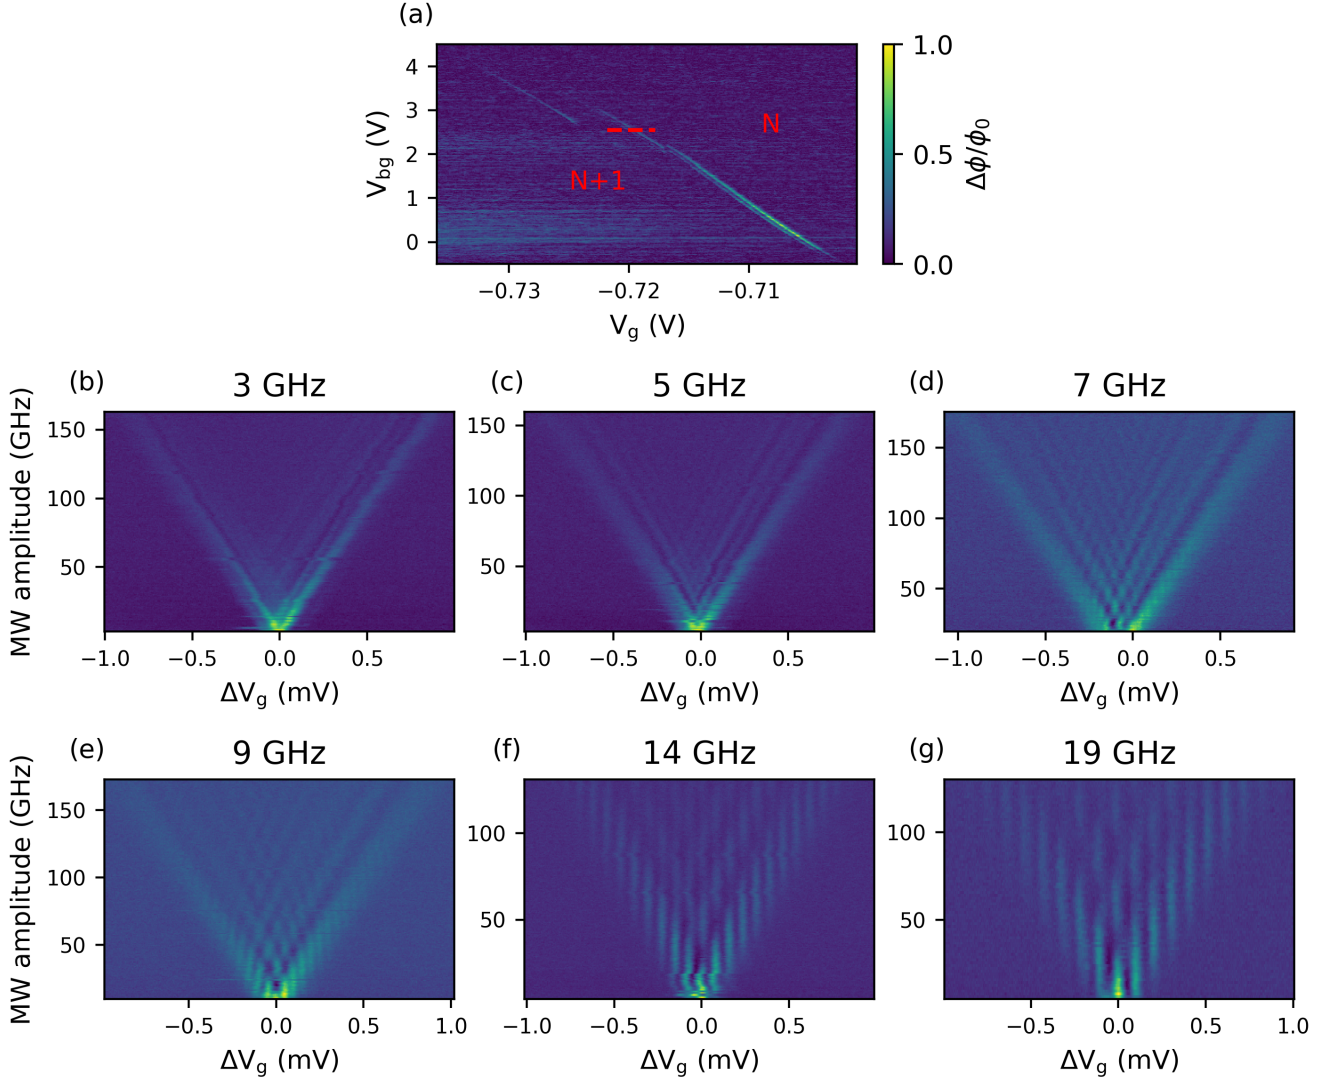 (a)
4
3
2
1
0
V_bg (V)
N
N+1
−0.73
−0.72
−0.71
V_g (V)
1.0
0.5
0.0
Δϕ/ϕ_0
(b)
3 GHz
MW amplitude (GHz)
150
100
50
−1.0
−0.5
0.0
0.5
ΔV_g (mV)
(c)
5 GHz
150
100
50
−1.0
−0.5
0.0
0.5
ΔV_g (mV)
(d)
7 GHz
150
100
50
−1.0
−0.5
0.0
0.5
ΔV_g (mV)
(e)
9 GHz
MW amplitude (GHz)
150
100
50
−0.5
0.0
0.5
1.0
ΔV_g (mV)
(f)
14 GHz
100
50
−1.0
−0.5
0.0
0.5
ΔV_g (mV)
(g)
19 GHz
100
50
−0.5
0.0
0.5
1.0
ΔV_g (mV)